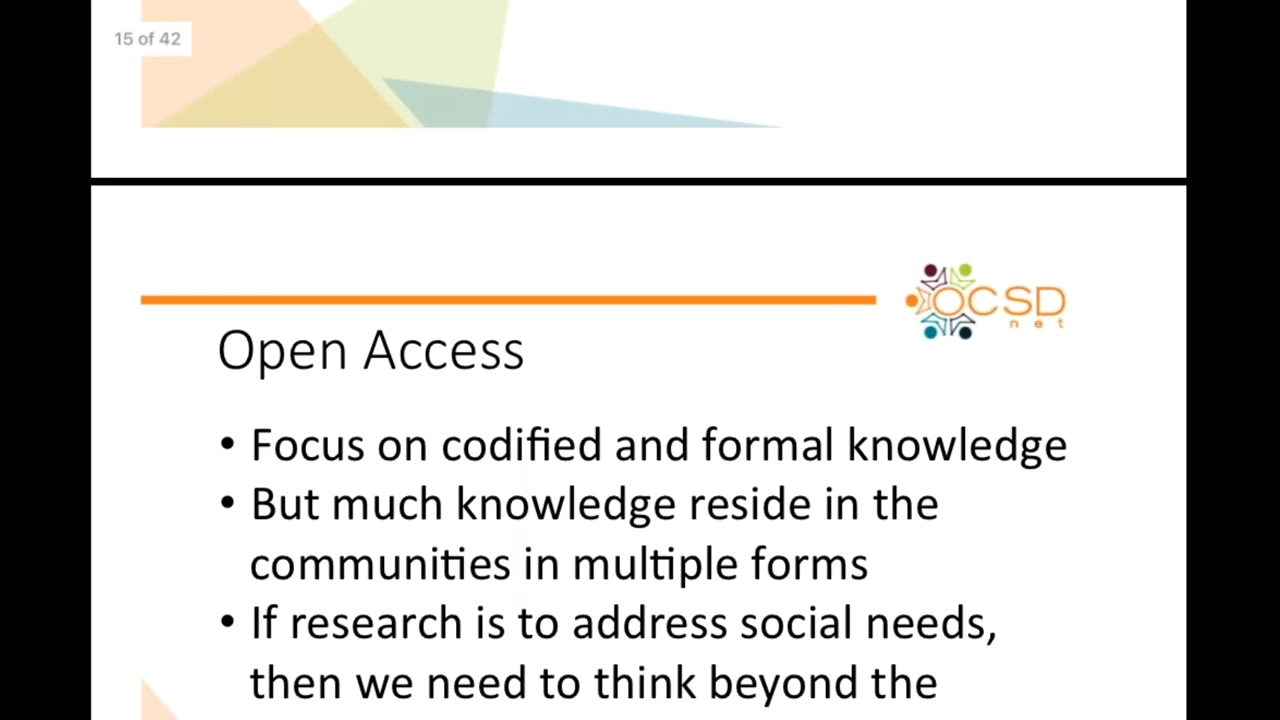 15 of 42
OCSD
net
Open Access
• Focus on codified and formal knowledge
• But much knowledge reside in the
communities in multiple forms
• If research is to address social needs,
then we need to think beyond the